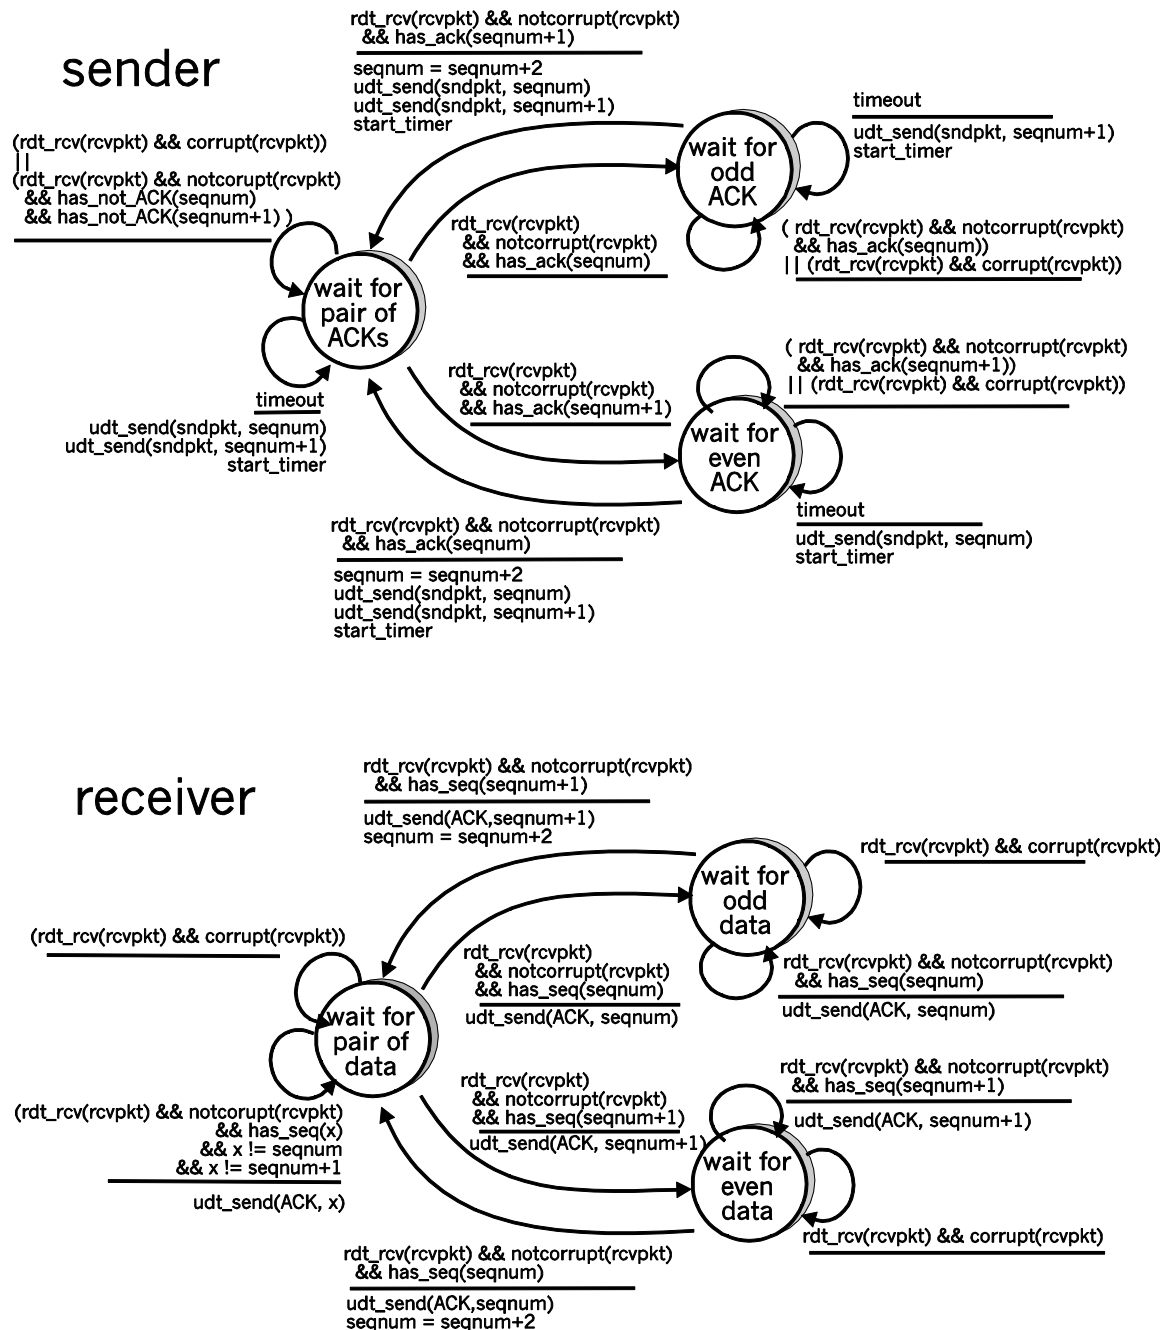 sender
rdt_rcv(rcvpkt) && notcorrupt(rcvpkt)
&& has_ack(seqnum+1)
seqnum = seqnum+2
udt_send(sndpkt, seqnum)
udt_send(sndpkt, seqnum+1)
start_timer
(rdt_rcv(rcvpkt) && corrupt(rcvpkt))
||
(rdt_rcv(rcvpkt) && notcorupt(rcvpkt)
&& has_not_ACK(seqnum)
&& has_not_ACK(seqnum+1) )
wait for
odd
ACK
timeout
udt_send(sndpkt, seqnum+1)
start_timer
rdt_rcv(rcvpkt)
&& notcorrupt(rcvpkt)
&& has_ack(seqnum)
( rdt_rcv(rcvpkt) && notcorrupt(rcvpkt)
&& has_ack(seqnum))
|| (rdt_rcv(rcvpkt) && corrupt(rcvpkt))
wait for
pair of
ACKs
timeout
udt_send(sndpkt, seqnum)
udt_send(sndpkt, seqnum+1)
start_timer
rdt_rcv(rcvpkt)
&& notcorrupt(rcvpkt)
&& has_ack(seqnum+1)
( rdt_rcv(rcvpkt) && notcorrupt(rcvpkt)
&& has_ack(seqnum+1))
|| (rdt_rcv(rcvpkt) && corrupt(rcvpkt))
wait for
even
ACK
timeout
udt_send(sndpkt, seqnum)
start_timer
rdt_rcv(rcvpkt) && notcorrupt(rcvpkt)
&& has_ack(seqnum)
seqnum = seqnum+2
udt_send(sndpkt, seqnum)
udt_send(sndpkt, seqnum+1)
start_timer
receiver
rdt_rcv(rcvpkt) && notcorrupt(rcvpkt)
&& has_seq(seqnum+1)
udt_send(ACK,seqnum+1)
seqnum = seqnum+2
wait for
odd
data
rdt_rcv(rcvpkt) && corrupt(rcvpkt)
(rdt_rcv(rcvpkt) && corrupt(rcvpkt))
rdt_rcv(rcvpkt)
&& notcorrupt(rcvpkt)
&& has_seq(seqnum)
udt_send(ACK, seqnum)
rdt_rcv(rcvpkt) && notcorrupt(rcvpkt)
&& has_seq(seqnum)
udt_send(ACK, seqnum)
wait for
pair of
data
(rdt_rcv(rcvpkt) && notcorupt(rcvpkt)
&& has_seq(x)
&& x != seqnum
&& x != seqnum+1
udt_send(ACK, x)
rdt_rcv(rcvpkt)
&& notcorrupt(rcvpkt)
&& has_seq(seqnum+1)
udt_send(ACK, seqnum+1)
rdt_rcv(rcvpkt) && notcorrupt(rcvpkt)
&& has_seq(seqnum+1)
udt_send(ACK, seqnum+1)
wait for
even
data
rdt_rcv(rcvpkt) && corrupt(rcvpkt)
rdt_rcv(rcvpkt) && notcorrupt(rcvpkt)
&& has_seq(seqnum)
udt_send(ACK,seqnum)
seqnum = seqnum+2